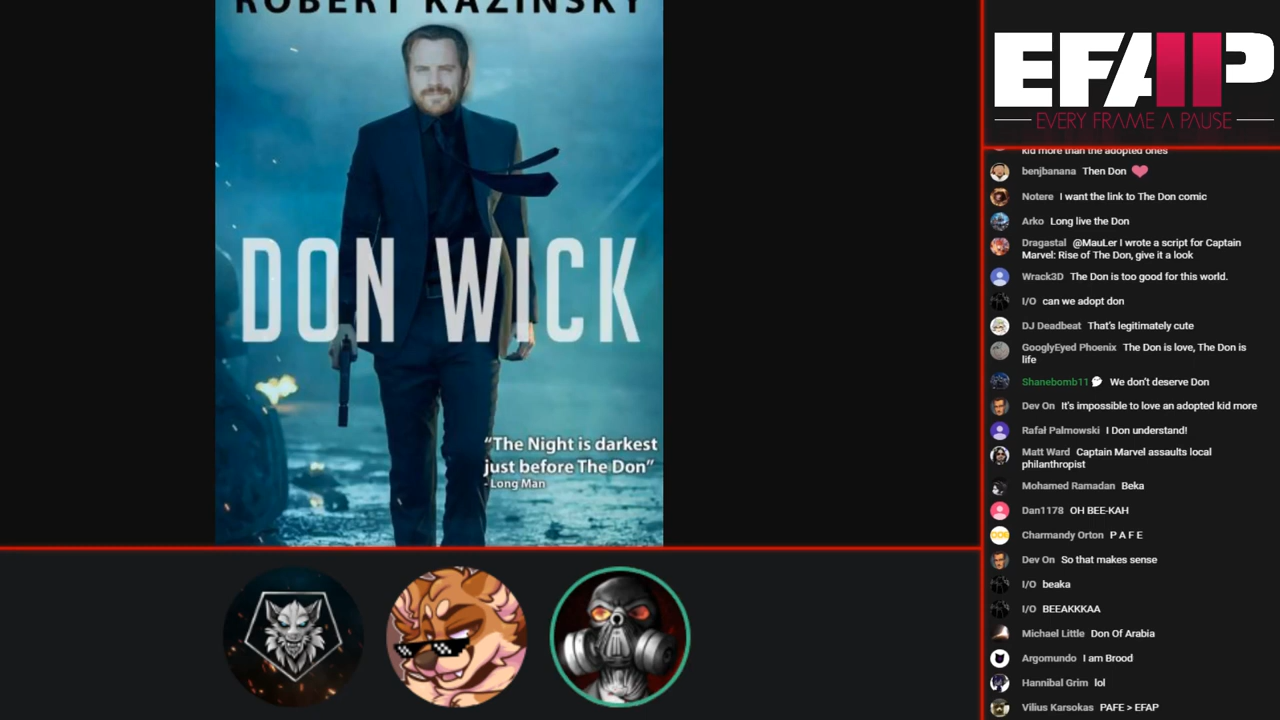 ROBERT KAZINSKY
DON WICK
“The Night is darkest
just before The Don”
- Long Man
EFAP
EVERY FRAME A PAUSE
kid more than the adopted ones
benjbanana Then Don
Notere I want the link to The Don comic
Arko Long live the Don
Dragastal @MauLer I wrote a script for Captain
Marvel: Rise of The Don, give it a look
Wrack3D The Don is too good for this world.
I/O can we adopt don
DJ Deadbeat That's legitimately cute
GooglyEyed Phoenix The Don is love, The Don is
life
Shanebomb11 We don't deserve Don
Dev On It's impossible to love an adopted kid more
Rafał Palmowski I Don understand!
Matt Ward Captain Marvel assaults local
philanthropist
Mohamed Ramadan Beka
Dan1178 OH BEE-KAH
Charmandy Orton P A F E
Dev On So that makes sense
I/O beaka
I/O BEEAKKKAA
Michael Little Don Of Arabia
Argomundo I am Brood
Hannibal Grim lol
Vilius Karsokas PAFE > EFAP